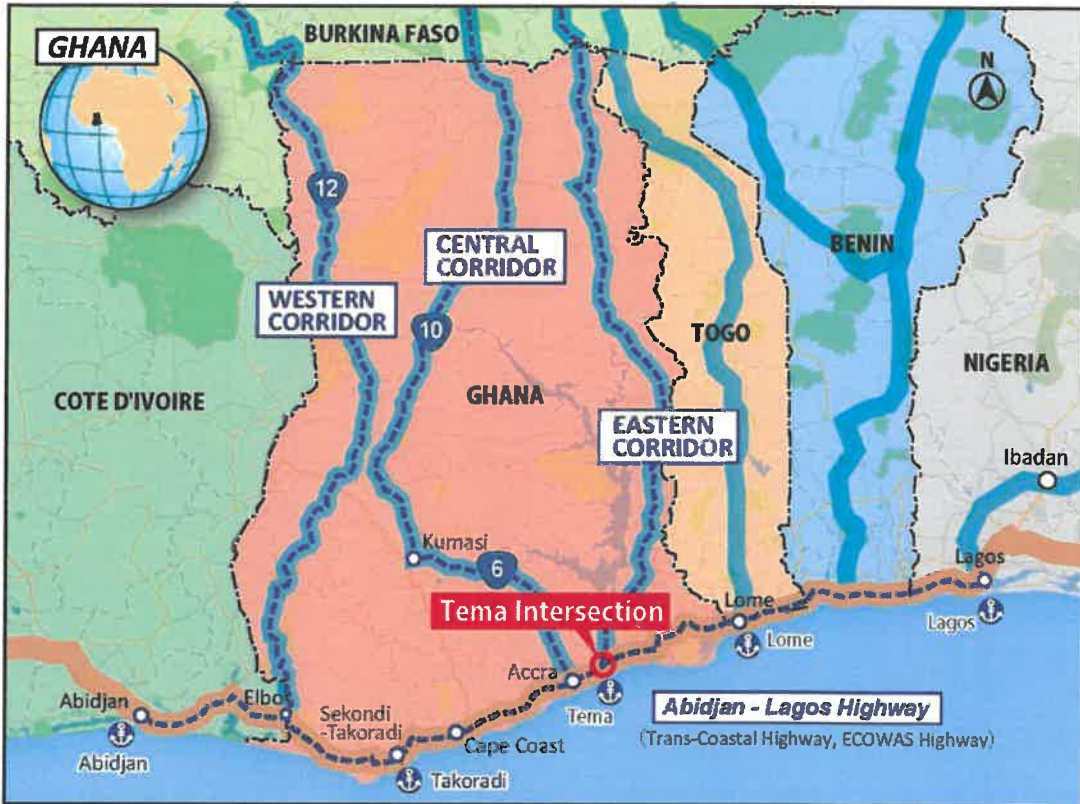 GHANA
BURKINA FASO
N
12
CENTRAL
CORRIDOR
BENIN
WESTERN
CORRIDOR
10
TOGO
NIGERIA
COTE D'IVOIRE
GHANA
EASTERN
CORRIDOR
Ibadan
Kumasi
6
Lagos
Tema Intersection
Lome
Lagos
Lome
Accra
Abidjan
Elbo
Sekondi
-Takoradi
Tema
Abidjan - Lagos Highway
(Trans-Coastal Highway, ECOWAS Highway)
Cape Coast
Abidjan
Takoradi